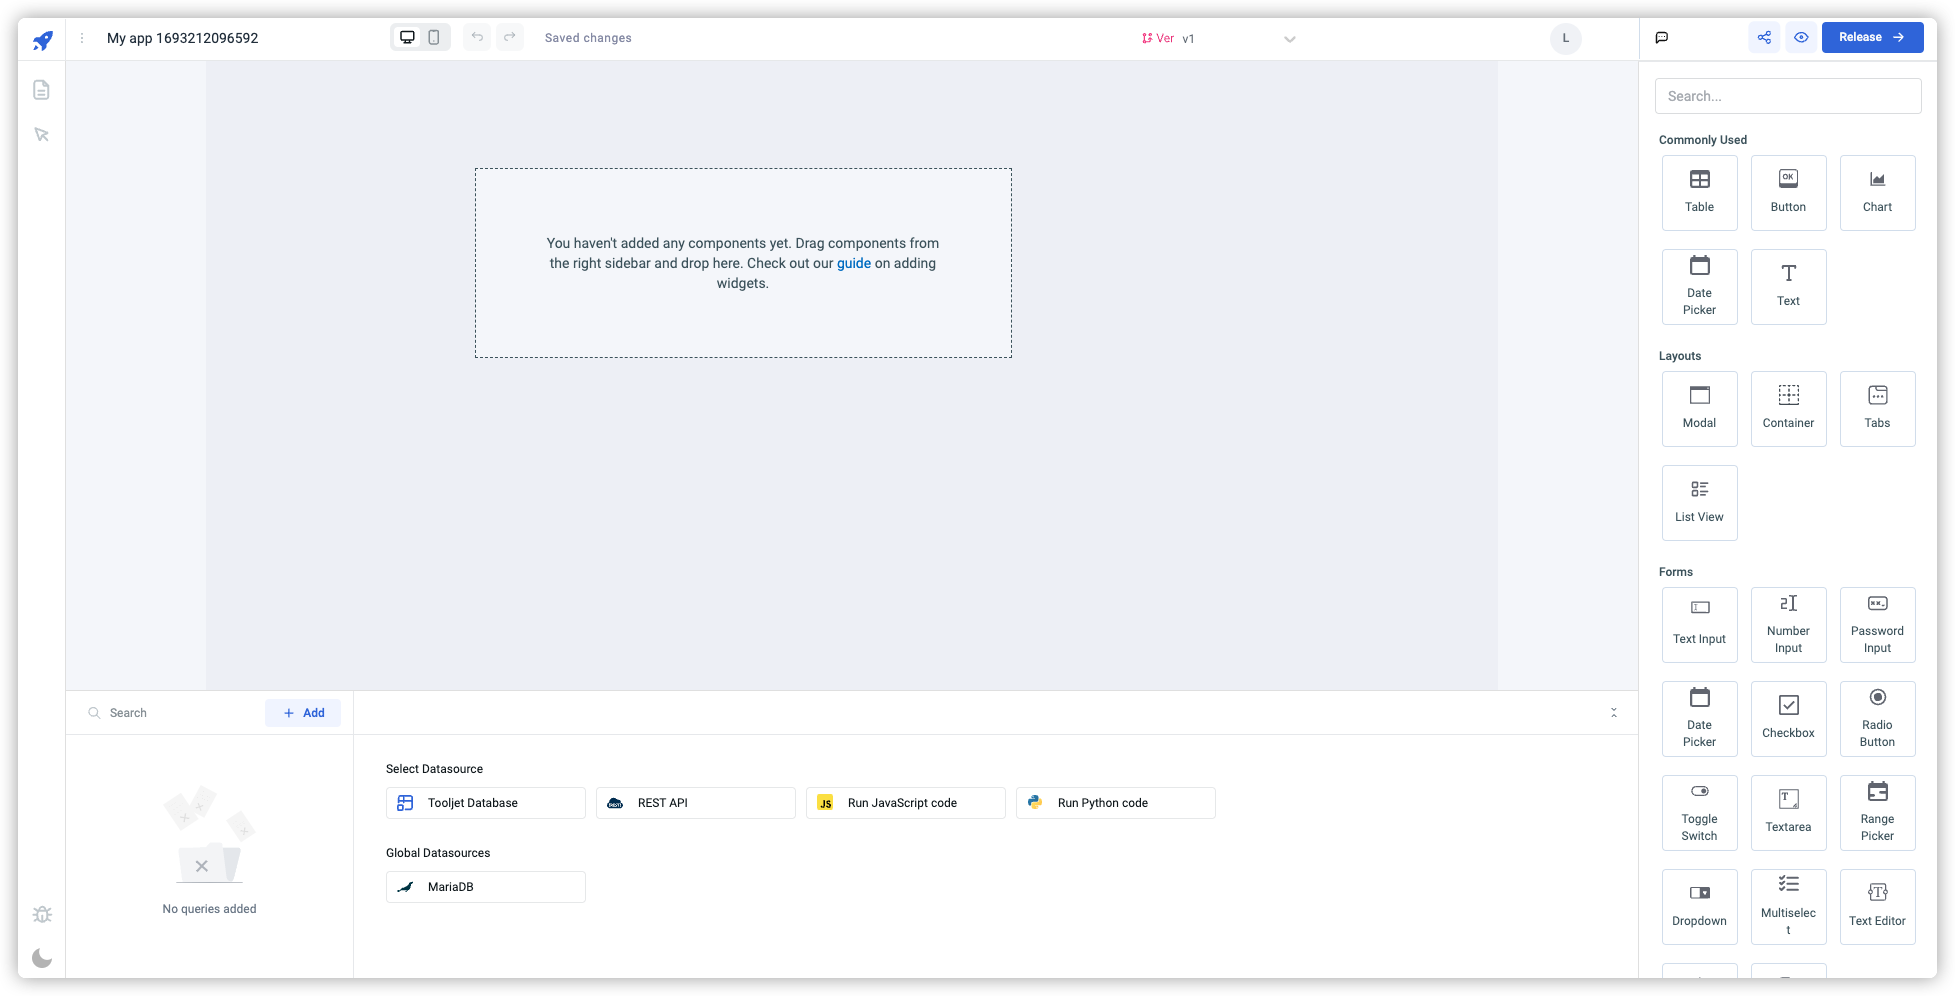 My app 1693212096592
Saved changes
Ver v1
L
Release
Search...
Commonly Used
Table
Button
Chart
Date
Picker
Text
You haven't added any components yet. Drag components from
the right sidebar and drop here. Check out our guide on adding
widgets.
Layouts
Modal
Container
Tabs
List View
Forms
Text Input
Number
Input
Password
Input
Date
Picker
Checkbox
Radio
Button
Toggle
Switch
Textarea
Range
Picker
Dropdown
Multiselec
t
Text Editor
Search
+ Add
No queries added
Select Datasource
Tooljet Database
REST API
JS Run JavaScript code
Run Python code
Global Datasources
MariaDB